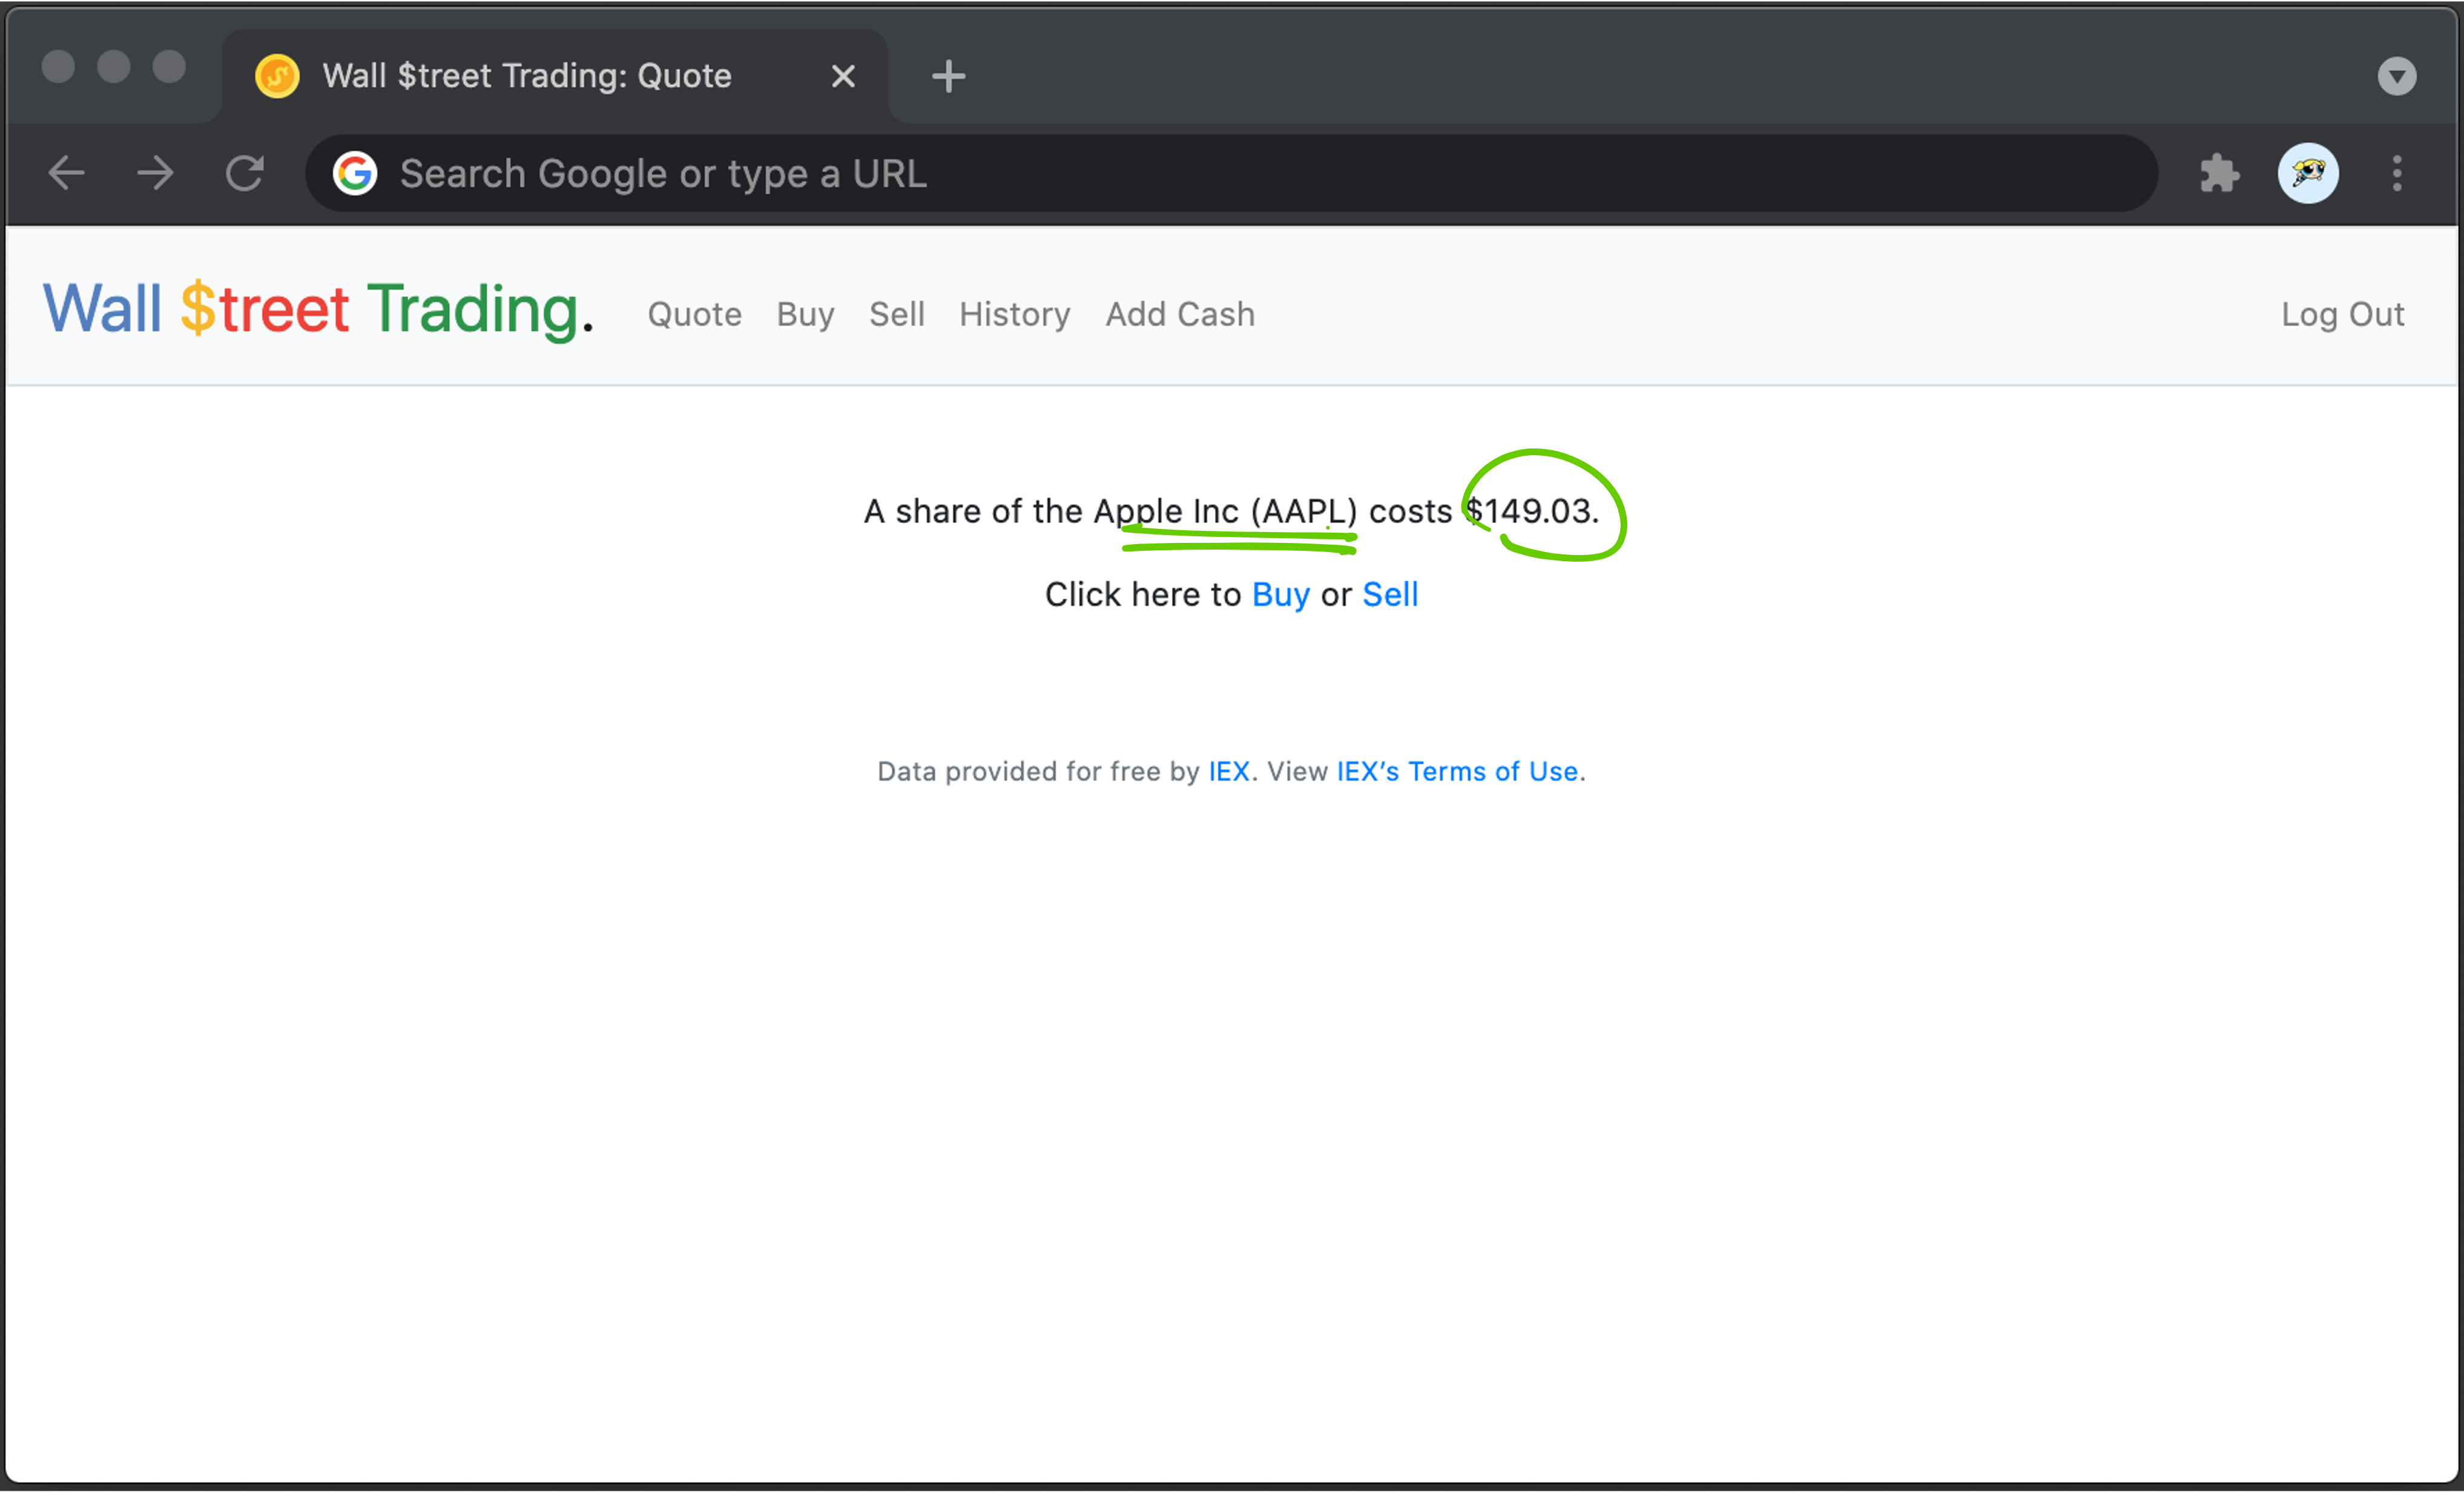 Wall $treet Trading: Quote
Search Google or type a URL
Wall $treet Trading. Quote Buy Sell History Add Cash Log Out
A share of the Apple Inc (AAPL) costs $149.03.
Click here to Buy or Sell
Data provided for free by IEX. View IEX’s Terms of Use.